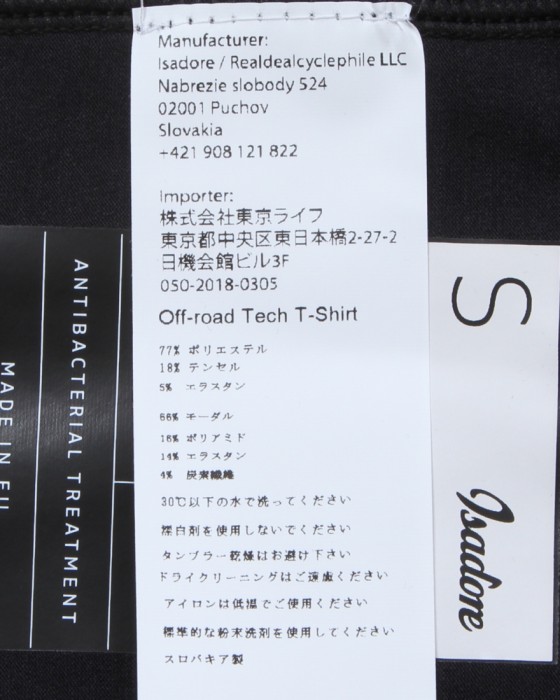 Manufacturer:
Isadore / Realdealcyclephile LLC
Nabrezie slobody 524
02001 Puchov
Slovakia
+421 908 121 822
Importer:
株式会社東京ライフ
東京都中央区東日本橋2-27-2
日機会館ビル3F
050-2018-0305
Off-road Tech T-Shirt
77% ポリエステル
18% テンセル
5% エラスタン
66% モーダル
16% ポリアミド
14% エラスタン
4% 炭素繊維
30℃以下の水で洗ってください
漂白剤を使用しないでください
タンブラー乾燥はお避け下さい
ドライクリーニングはご遠慮ください
アイロンは低温でご使用ください
標準的な粉末洗剤を使用してください
スロバキア製
ANTIBACTERIAL TREATMENT
MADE IN EU
S
Isadore